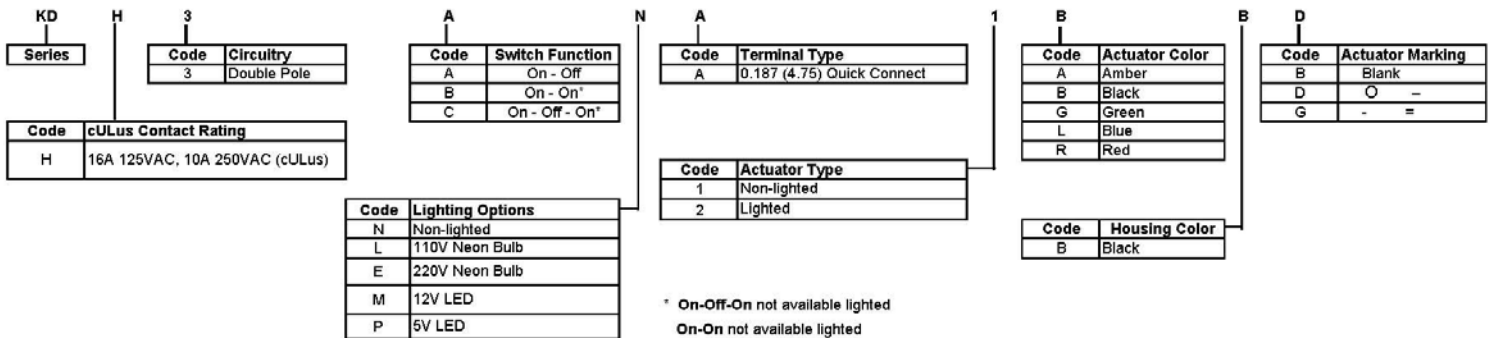 KD H 3 A N A 1 B B D
Series
Code Circuitry
3 Double Pole
Code Switch Function
A On - Off
B On - On*
C On - Off - On*
Code Terminal Type
A 0.187 (4.75) Quick Connect
Code Actuator Color
A Amber
B Black
G Green
L Blue
R Red
Code Actuator Marking
B Blank
D O –
G - =
Code cULus Contact Rating
H 16A 125VAC, 10A 250VAC (cULus)
Code Actuator Type
1 Non-lighted
2 Lighted
Code Lighting Options
N Non-lighted
L 110V Neon Bulb
E 220V Neon Bulb
M 12V LED
P 5V LED
Code Housing Color
B Black
* On-Off-On not available lighted
On-On not available lighted